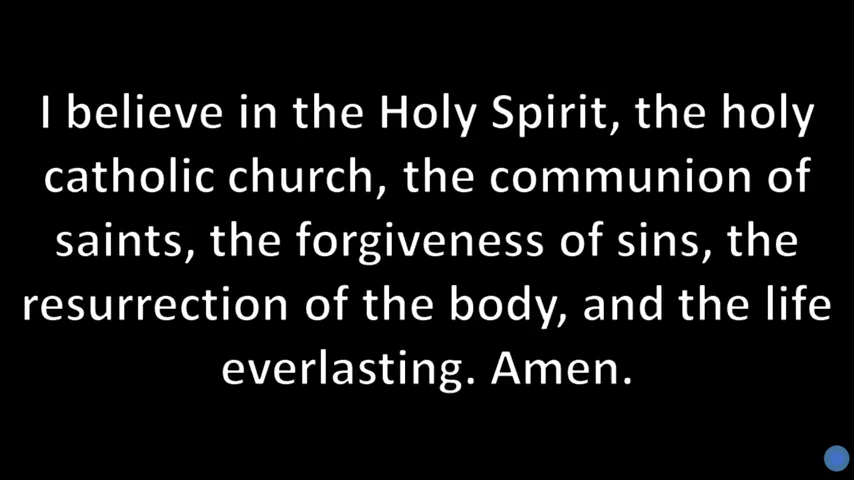 I believe in the Holy Spirit, the holy
catholic church, the communion of
saints, the forgiveness of sins, the
resurrection of the body, and the life
everlasting. Amen.